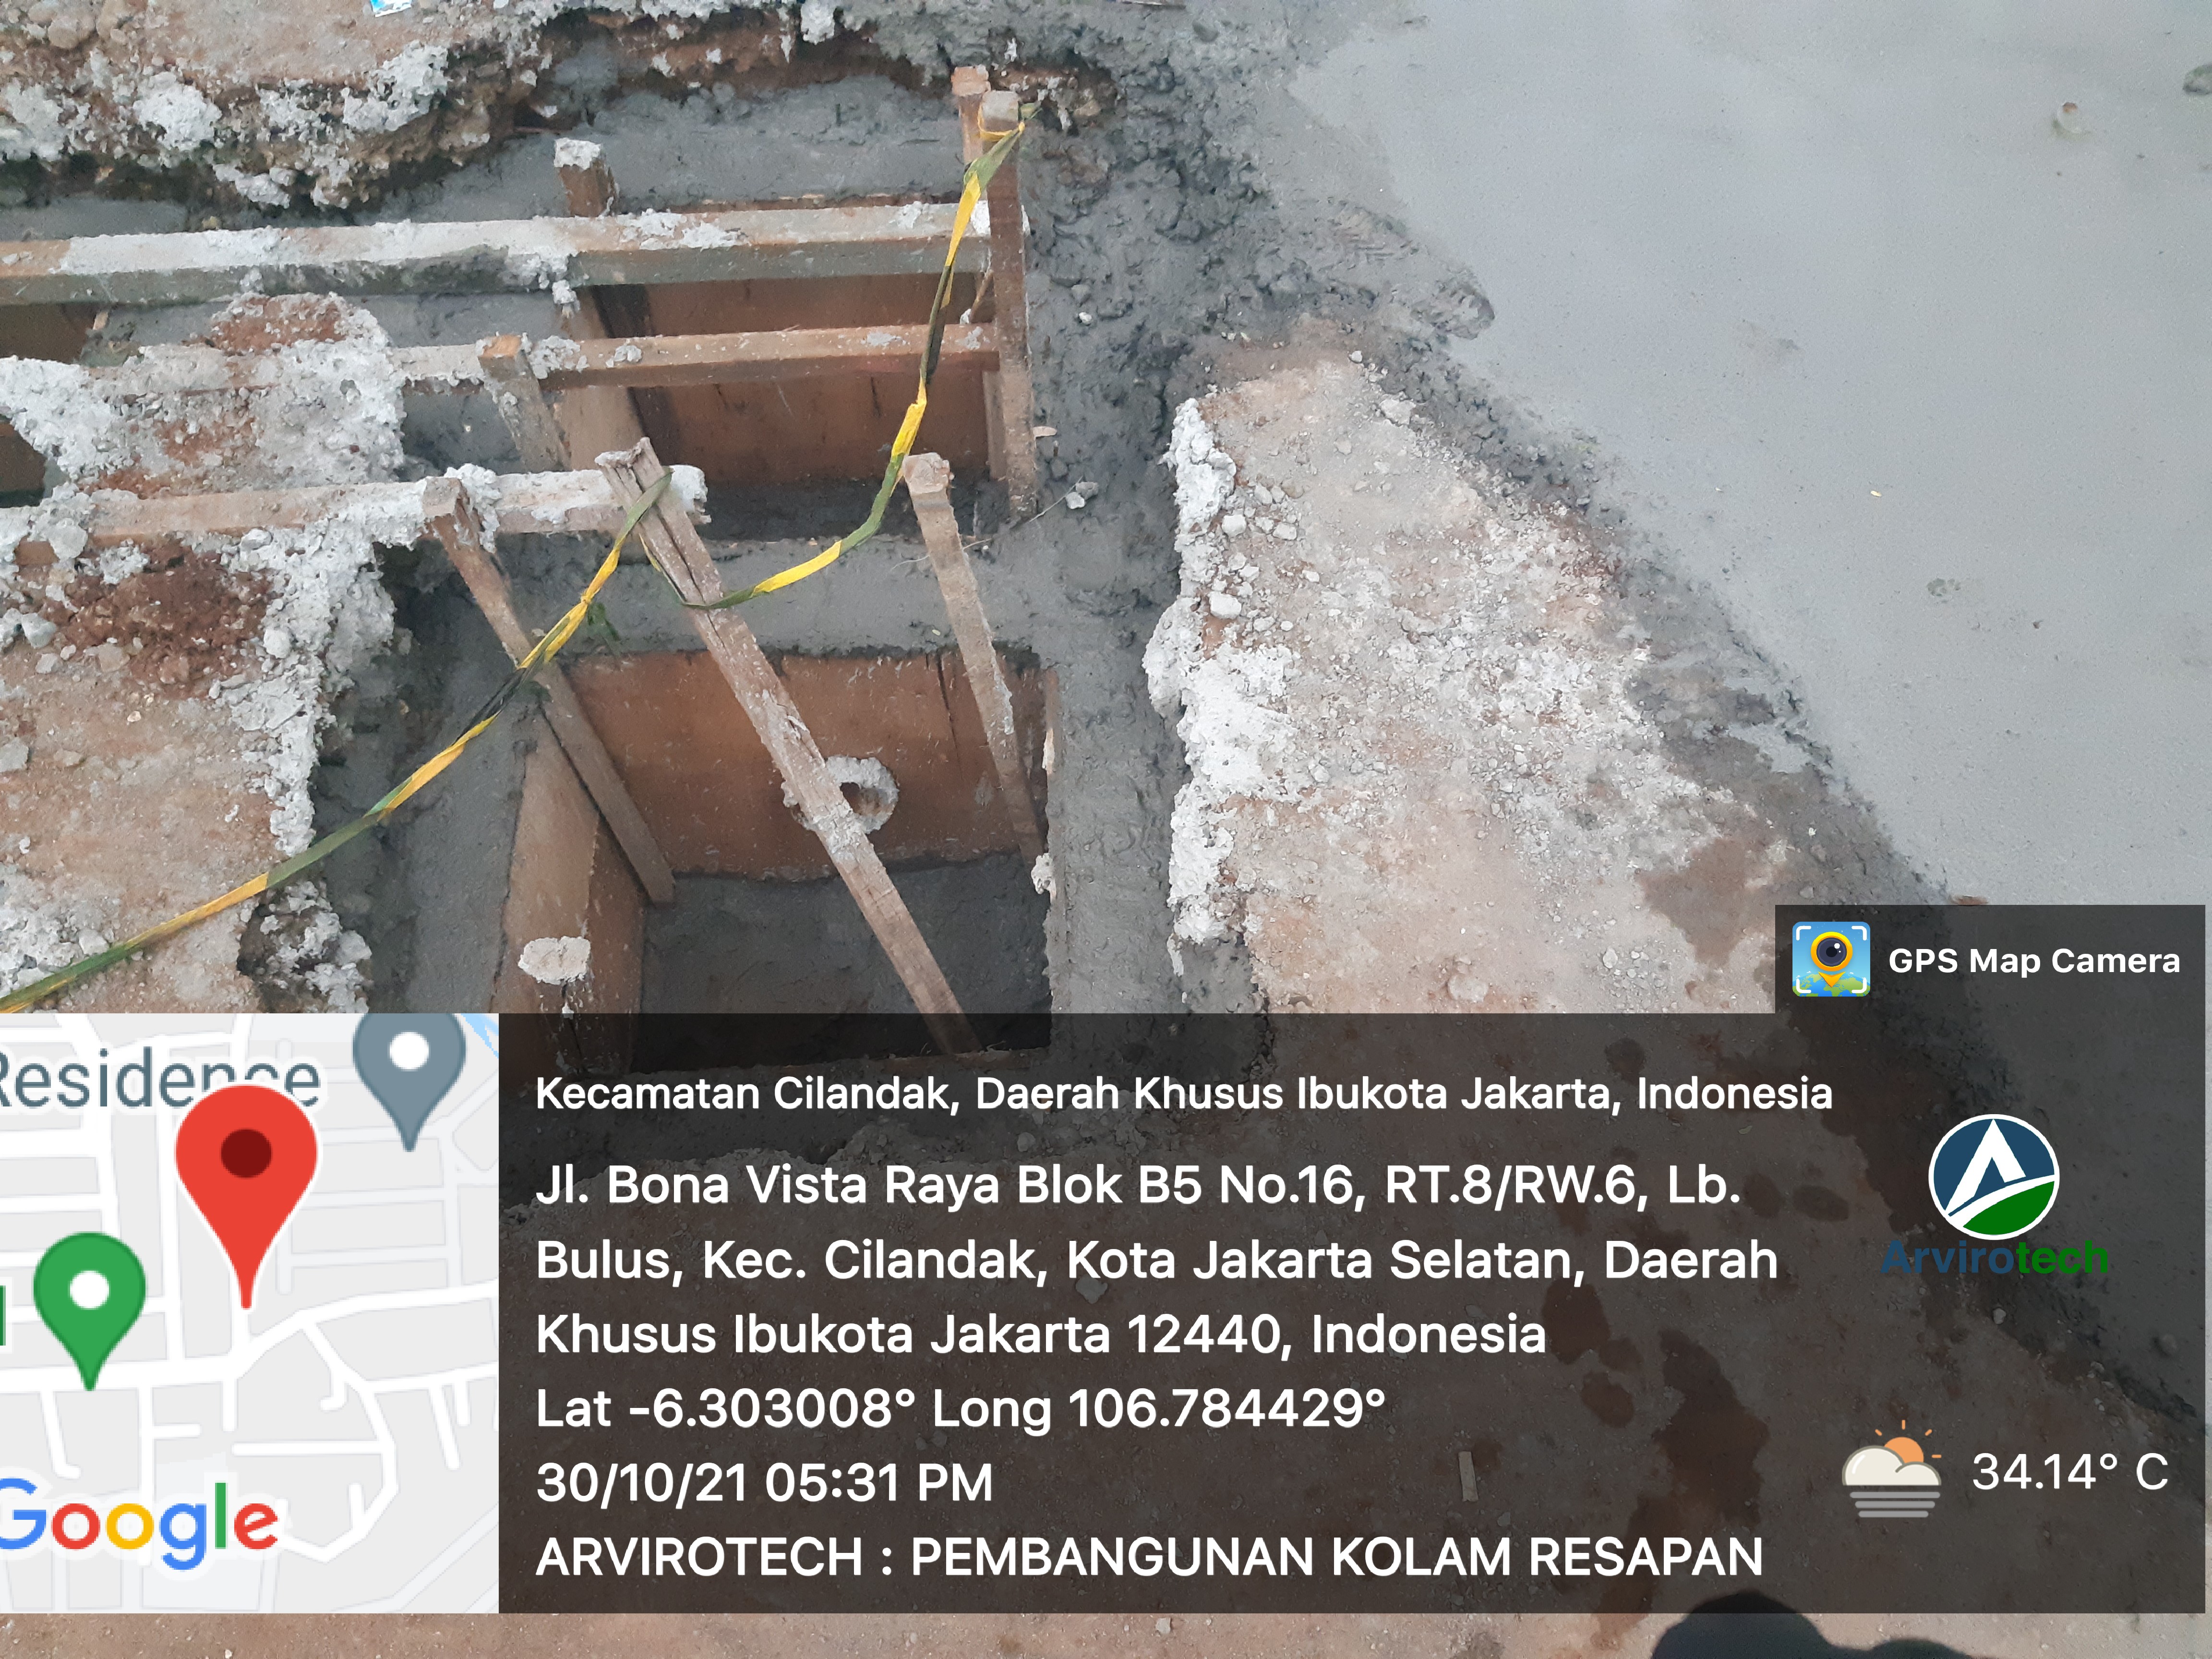 GPS Map Camera
Residence
Kecamatan Cilandak, Daerah Khusus Ibukota Jakarta, Indonesia
Jl. Bona Vista Raya Blok B5 No.16, RT.8/RW.6, Lb.
Bulus, Kec. Cilandak, Kota Jakarta Selatan, Daerah
Khusus Ibukota Jakarta 12440, Indonesia
Lat -6.303008° Long 106.784429°
30/10/21 05:31 PM
ARVIROTECH : PEMBANGUNAN KOLAM RESAPAN
Arvirotech
34.14° C
Google